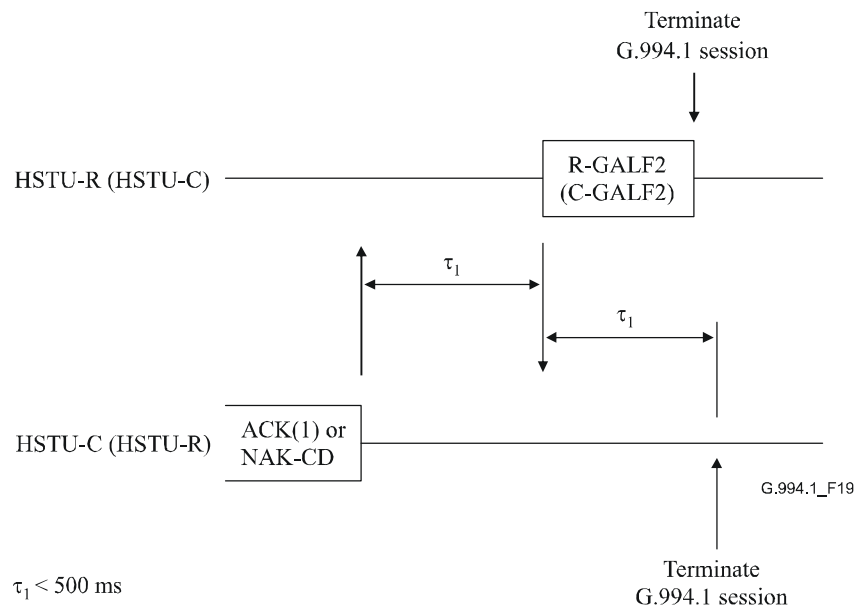 Terminate
G.994.1 session
HSTU-R (HSTU-C)
R-GALF2
(C-GALF2)
τ1
τ1
HSTU-C (HSTU-R)
ACK(1) or
NAK-CD
G.994.1_F19
Terminate
G.994.1 session
τ1 < 500 ms